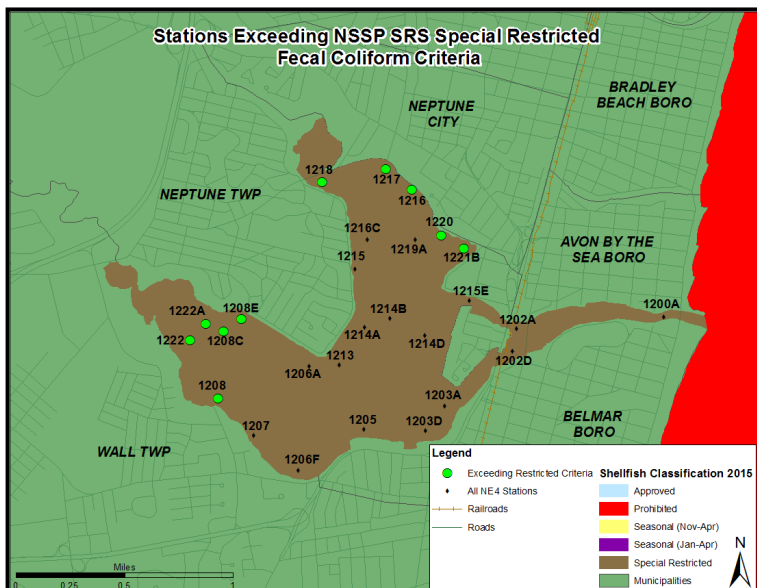 Stations Exceeding NSSP SRS Special Restricted
Fecal Coliform Criteria
BRADLEY
BEACH BORO
NEPTUNE
CITY
1218
1217
1216
NEPTUNE TWP
1220
1216C
1219A
1221B
AVON BY THE
SEA BORO
1215
1215E
1200A
1222A
1208E
1214B
1202A
1222
1208C
1214A
1214D
1202D
1213
1206A
1208
1203A
1207
1205
1203D
BELMAR
BORO
WALL TWP
1206F
Legend
Exceeding Restricted Criteria
All NE4 Stations
Railroads
Roads
Shellfish Classification 2015
Approved
Prohibited
Seasonal (Nov-Apr)
Seasonal (Jan-Apr)
Special Restricted
Municipalities
N
Miles
0 0.25 0.5 1